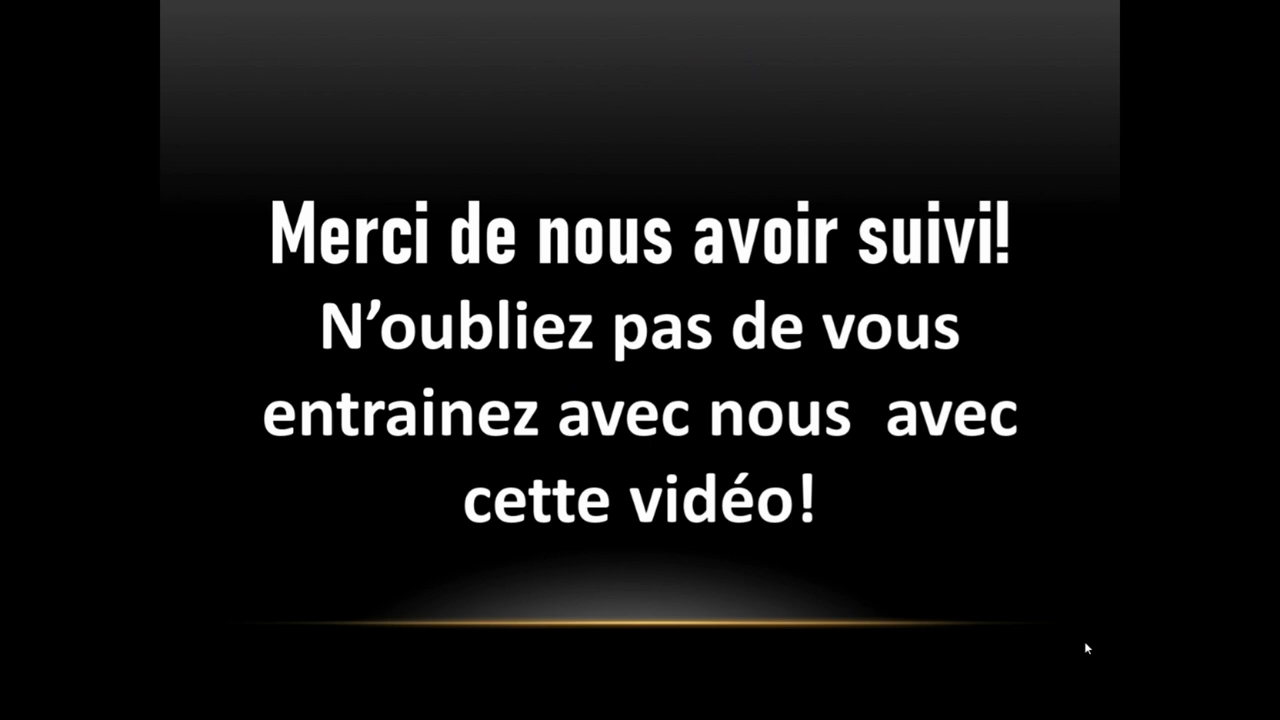 Merci de nous avoir suivi!
N’oubliez pas de vous
entrainez avec nous  avec
cette vidéo!